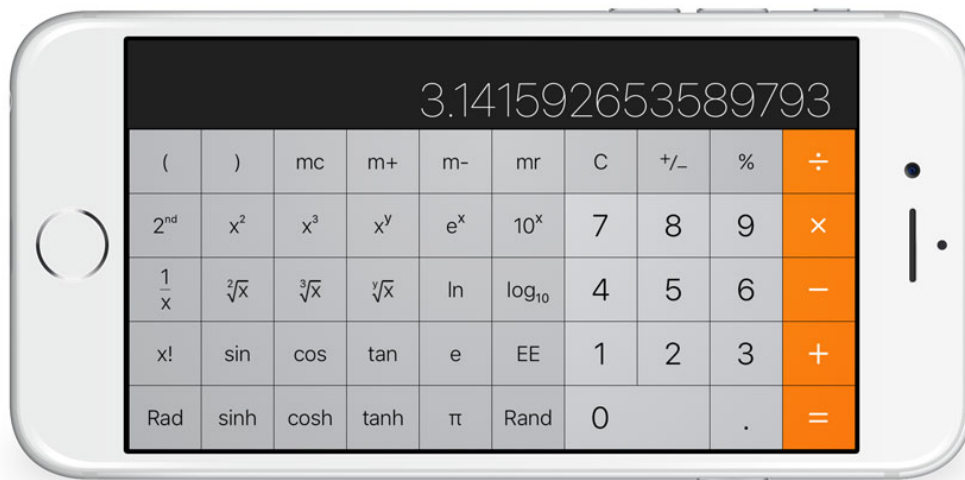 3.141592653589793
( ) mc m+ m- mr C +/− % ÷
2ⁿᵈ x² x³ xʸ eˣ 10ˣ 7 8 9 ×
1/x ²√x ³√x ʸ√x ln log₁₀ 4 5 6 −
x! sin cos tan e EE 1 2 3 +
Rad sinh cosh tanh π Rand 0 . =